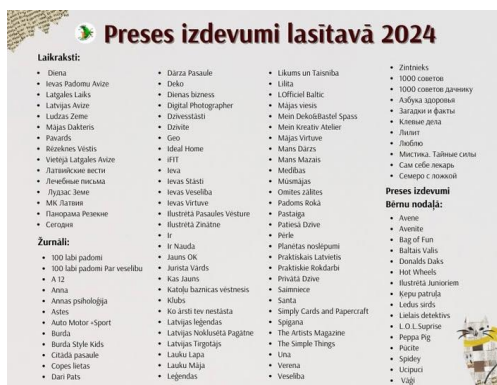 Preses izdevumi lasītavā 2024
Laikraksti:
Diena
Ievas Padomu Avīze
Latgales Laiks
Latvijas Avīze
Ludzas Zeme
Mājas Dakteris
Pavards
Rēzeknes Vēstis
Vietējā Latgales Avīze
Латвийские вести
Лечебные письма
Лудзас Земе
МК Латвия
Панорама Резекне
Сегодня
Žurnāli:
100 labi padomi
100 labi padomi Par veselību
A 12
Anna
Annas psiholoģija
Astes
Auto Motor +Sport
Burda
Burda Style Kids
Citāda pasaule
Copes lietas
Dari Pats
Dārza Pasaule
Deko
Dienas bizness
Digital Photographer
Dzīvesstāsti
Dzīvīte
Geo
Ideal Home
iFIT
Ieva
Ievas Stāsti
Ievas Veselība
Ievas Virtuve
Ilustrētā Pasaules Vēsture
Ilustrētā Zinātne
Ir
Ir Nauda
Jauns OK
Jurista Vārds
Kas Jauns
Katoļu baznīcas vēstnesis
Klubs
Ko ārsti tev nestāsta
Latvijas leģendas
Latvijas Noklusētā Pagātne
Latvijas Tirgotājs
Lauku Lapa
Lauku Māja
Leģendas
Likums un Taisnība
Lilita
L'Officiel Baltic
Mājas viesis
Mein Deko&Bastel Spass
Mein Kreativ Atelier
Mājas Virtuve
Mans Dārzs
Mans Mazais
Medības
Mūsmājas
Omītes zālītes
Padoms Rokā
Pastaiga
Patiesā Dzīve
Pērle
Planētas noslēpumi
Praktiskais Latvietis
Praktiskie Rokdarbi
Privātā Dzīve
Saimniece
Santa
Simply Cards and Papercraft
Spīgana
The Artists Magazine
The Simple Things
Una
Verona
Veselība
Zintnieks
1000 советов
1000 советов дачнику
Азбука здоровья
Загадки и факты
Клевые дела
Лилит
Люблю
Мистика. Тайные силы
Сам себе лекарь
Семеро с ложкой
Preses izdevumi
Bērnu nodaļā:
Avene
Avenīte
Bag of Fun
Baltais Valis
Donalds Daks
Hot Wheels
Ilustrētā Junioriem
Ķepu patruļa
Ledus sirds
Lielais detektīvs
L.O.L.Suprise
Peppa Pig
Pūcīte
Spidey
Ucipuci
Vāģi